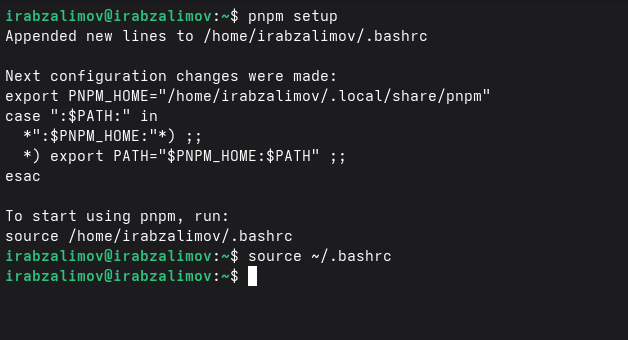 irabzalimov@irabzalimov:~$ pnpm setup
Appended new lines to /home/irabzalimov/.bashrc

Next configuration changes were made:
export PNPM_HOME="/home/irabzalimov/.local/share/pnpm"
case ":$PATH:" in
  *":$PNPM_HOME:"*) ;;
  *) export PATH="$PNPM_HOME:$PATH" ;;
esac

To start using pnpm, run:
source /home/irabzalimov/.bashrc
irabzalimov@irabzalimov:~$ source ~/.bashrc
irabzalimov@irabzalimov:~$